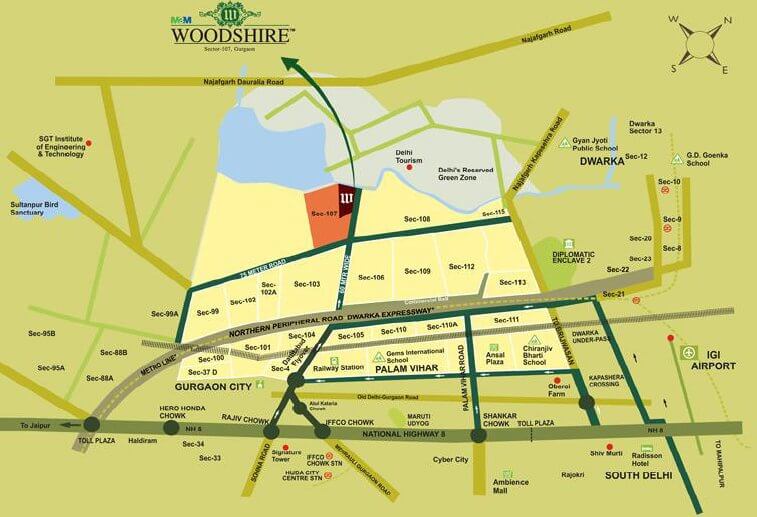 M2M
WOODSHIRE™
Sector-107, Gurgaon
W
N
S
E
Najafgarh Road
Najafgarh Dauralia Road
SGT Institute
of Engineering
& Technology
Sultanpur Bird
Sanctuary
Delhi
Tourism
Delhi's Reserved
Green Zone
Najafgarh Kapashera Road
Gyan Jyoti
Public School
Dwarka
Sector 13
DWARKA
Sec-12
G.D. Goenka
School
Sec-10
Sec-9
Sec-8
Sec-20
Sec-23
Sec-22
Sec-21
DIPLOMATIC
ENCLAVE 2
Sec-107
Sec-108
Sec-115
75 METER ROAD
60 MTR WIDE
Sec-99A
Sec-99
Sec-102
Sec-102A
Sec-103
Sec-106
Sec-109
Sec-112
Sec-113
Commercial Belt
NORTHERN PERIPHERAL ROAD DWARKA EXPRESSWAY*
METRO LINE*
Sec-95B
Sec-95A
Sec-88B
Sec-88A
Sec-100
Sec-101
Sec-104
Sec-105
Sec-110
Sec-110A
Sec-111
Sec-37 D
Sec-4
Daultabad
Flyover
Railway Station
Gems International
School
PALAM VIHAR
PALAM VIHAR ROAD
Ansal
Plaza
Chiranjiv
Bharti
School
TO BIJWASAN
DWARKA
UNDER-PASS
IGI
AIRPORT
GURGAON CITY
Oberoi
Farm
KAPASHERA
CROSSING
Old Delhi-Gurgaon Road
Atul Kataria
Chowk
HERO HONDA
CHOWK
RAJIV CHOWK
IFFCO CHOWK
MARUTI
UDYOG
SHANKAR
CHOWK
TOLL PLAZA
To Jaipur
TOLL PLAZA
Haldiram
NH 8
NATIONAL HIGHWAY 8
NH 8
Sec-34
Sec-33
SOHNA ROAD
Signature
Tower
IFFCO
CHOWK STN
HUDA CITY
CENTRE STN
MEHRAULI GURGAON ROAD
Cyber City
Ambience
Mall
Rajokri
Shiv Murti
Radisson
Hotel
SOUTH DELHI
TO MAHIPALPUR